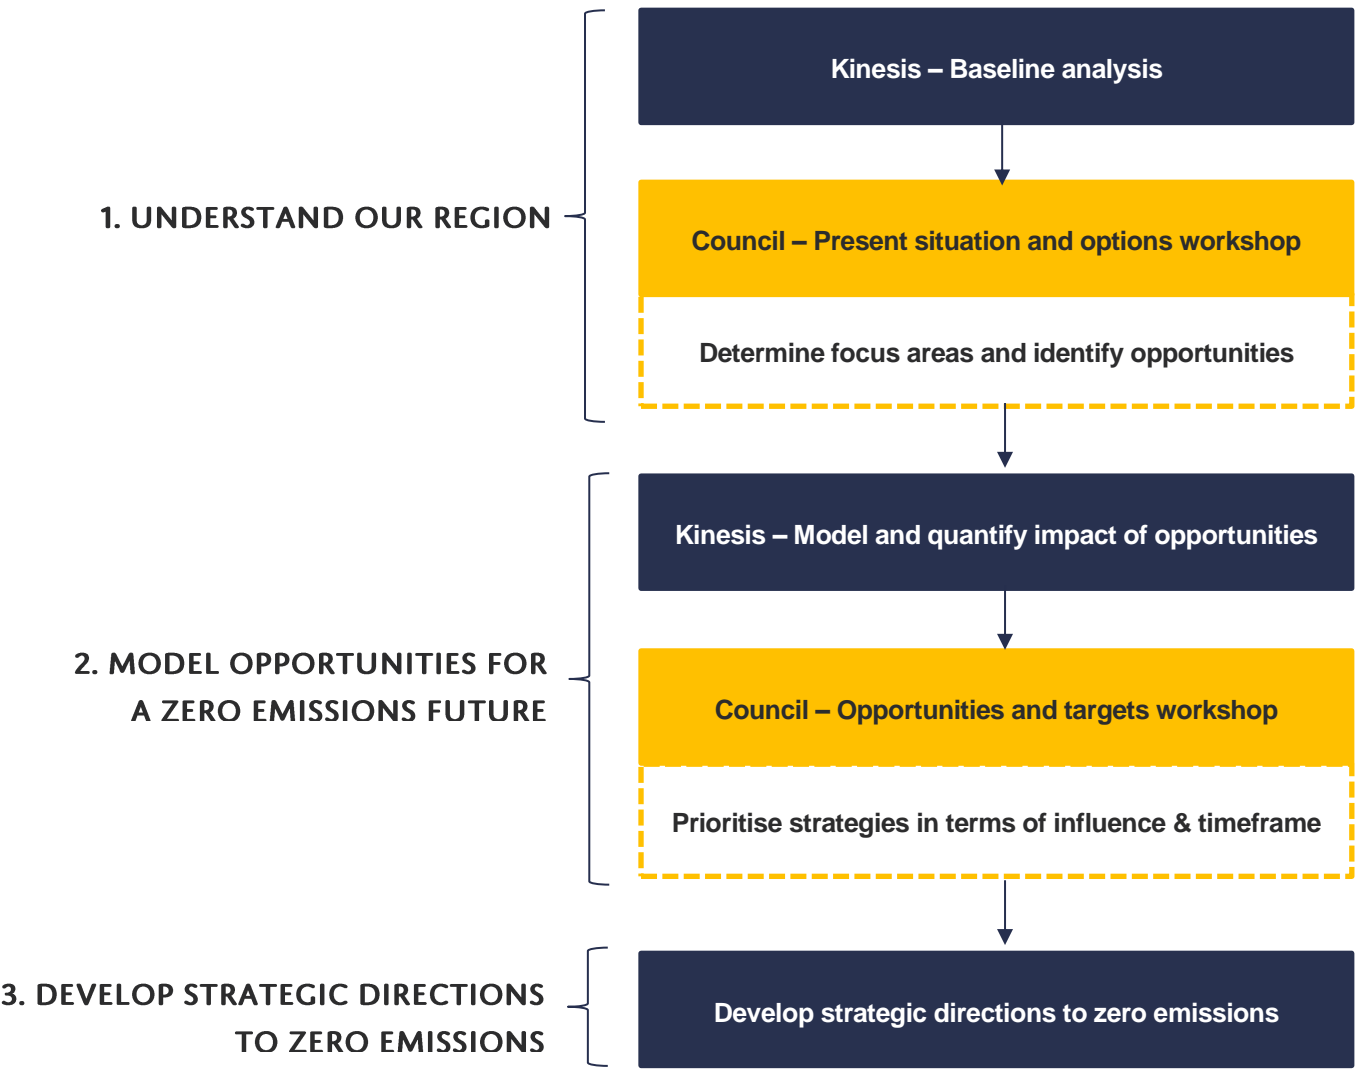 Kinesis – Baseline analysis
1. UNDERSTAND OUR REGION
Council – Present situation and options workshop
Determine focus areas and identify opportunities
Kinesis – Model and quantify impact of opportunities
2. MODEL OPPORTUNITIES FOR
A ZERO EMISSIONS FUTURE
Council – Opportunities and targets workshop
Prioritise strategies in terms of influence & timeframe
3. DEVELOP STRATEGIC DIRECTIONS
TO ZERO EMISSIONS
Develop strategic directions to zero emissions